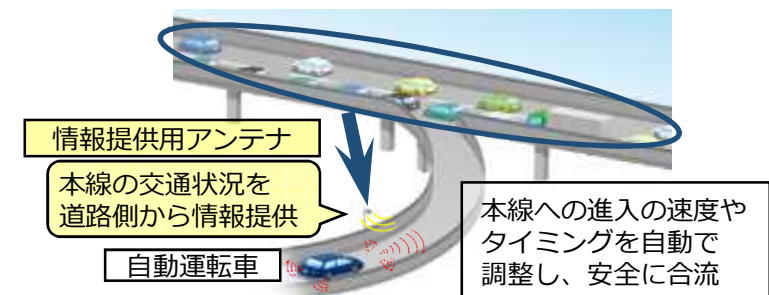 情報提供用アンテナ
本線の交通状況を
道路側から情報提供
自動運転車
本線への進入の速度や
タイミングを自動で
調整し、安全に合流